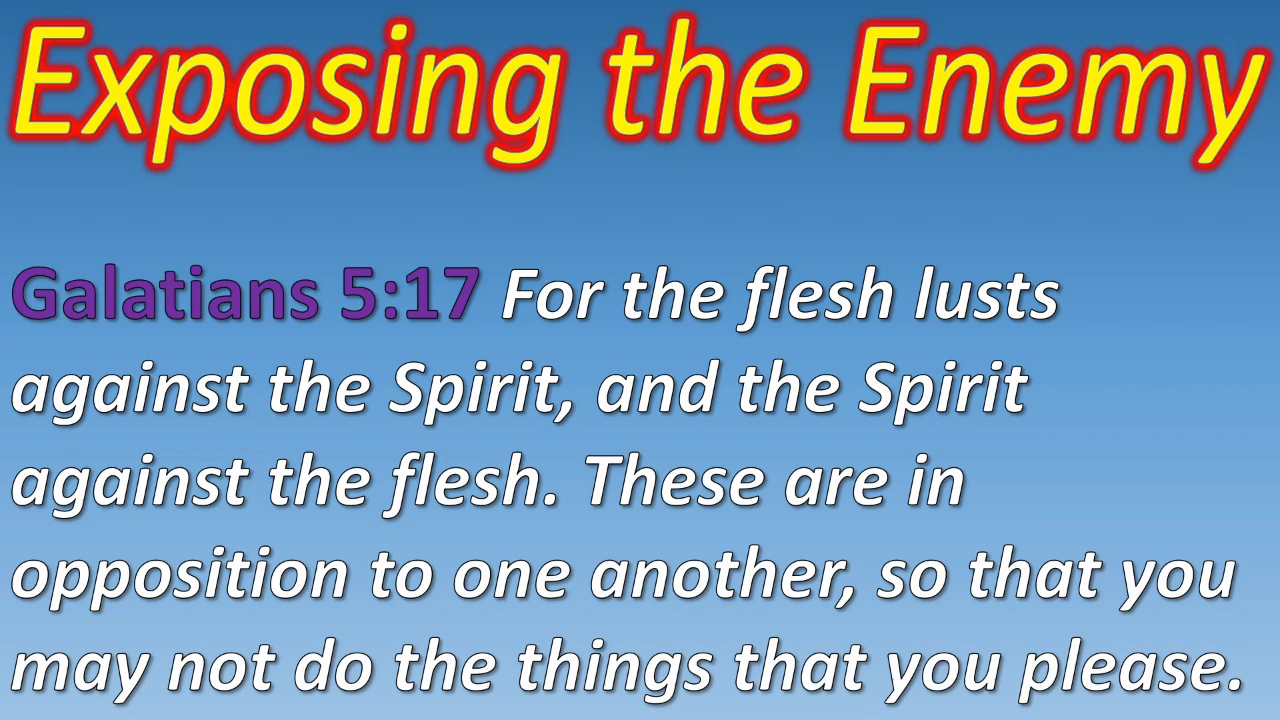 Exposing the Enemy
Galatians 5:17 For the flesh lusts
against the Spirit, and the Spirit
against the flesh. These are in
opposition to one another, so that you
may not do the things that you please.